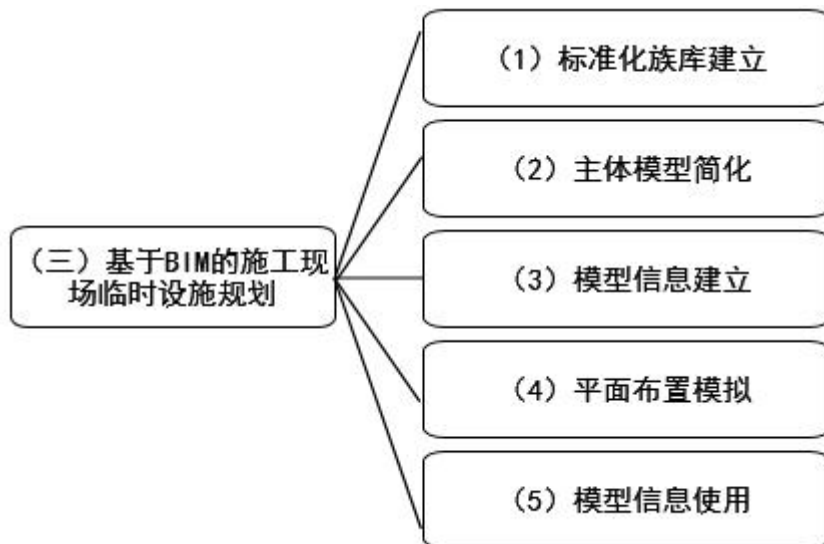 （三）基于BIM的施工现
场临时设施规划
（1）标准化族库建立
（2）主体模型简化
（3）模型信息建立
（4）平面布置模拟
（5）模型信息使用